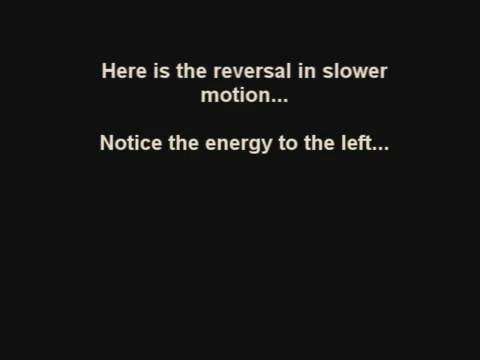 Here is the reversal in slower
motion...
Notice the energy to the left...